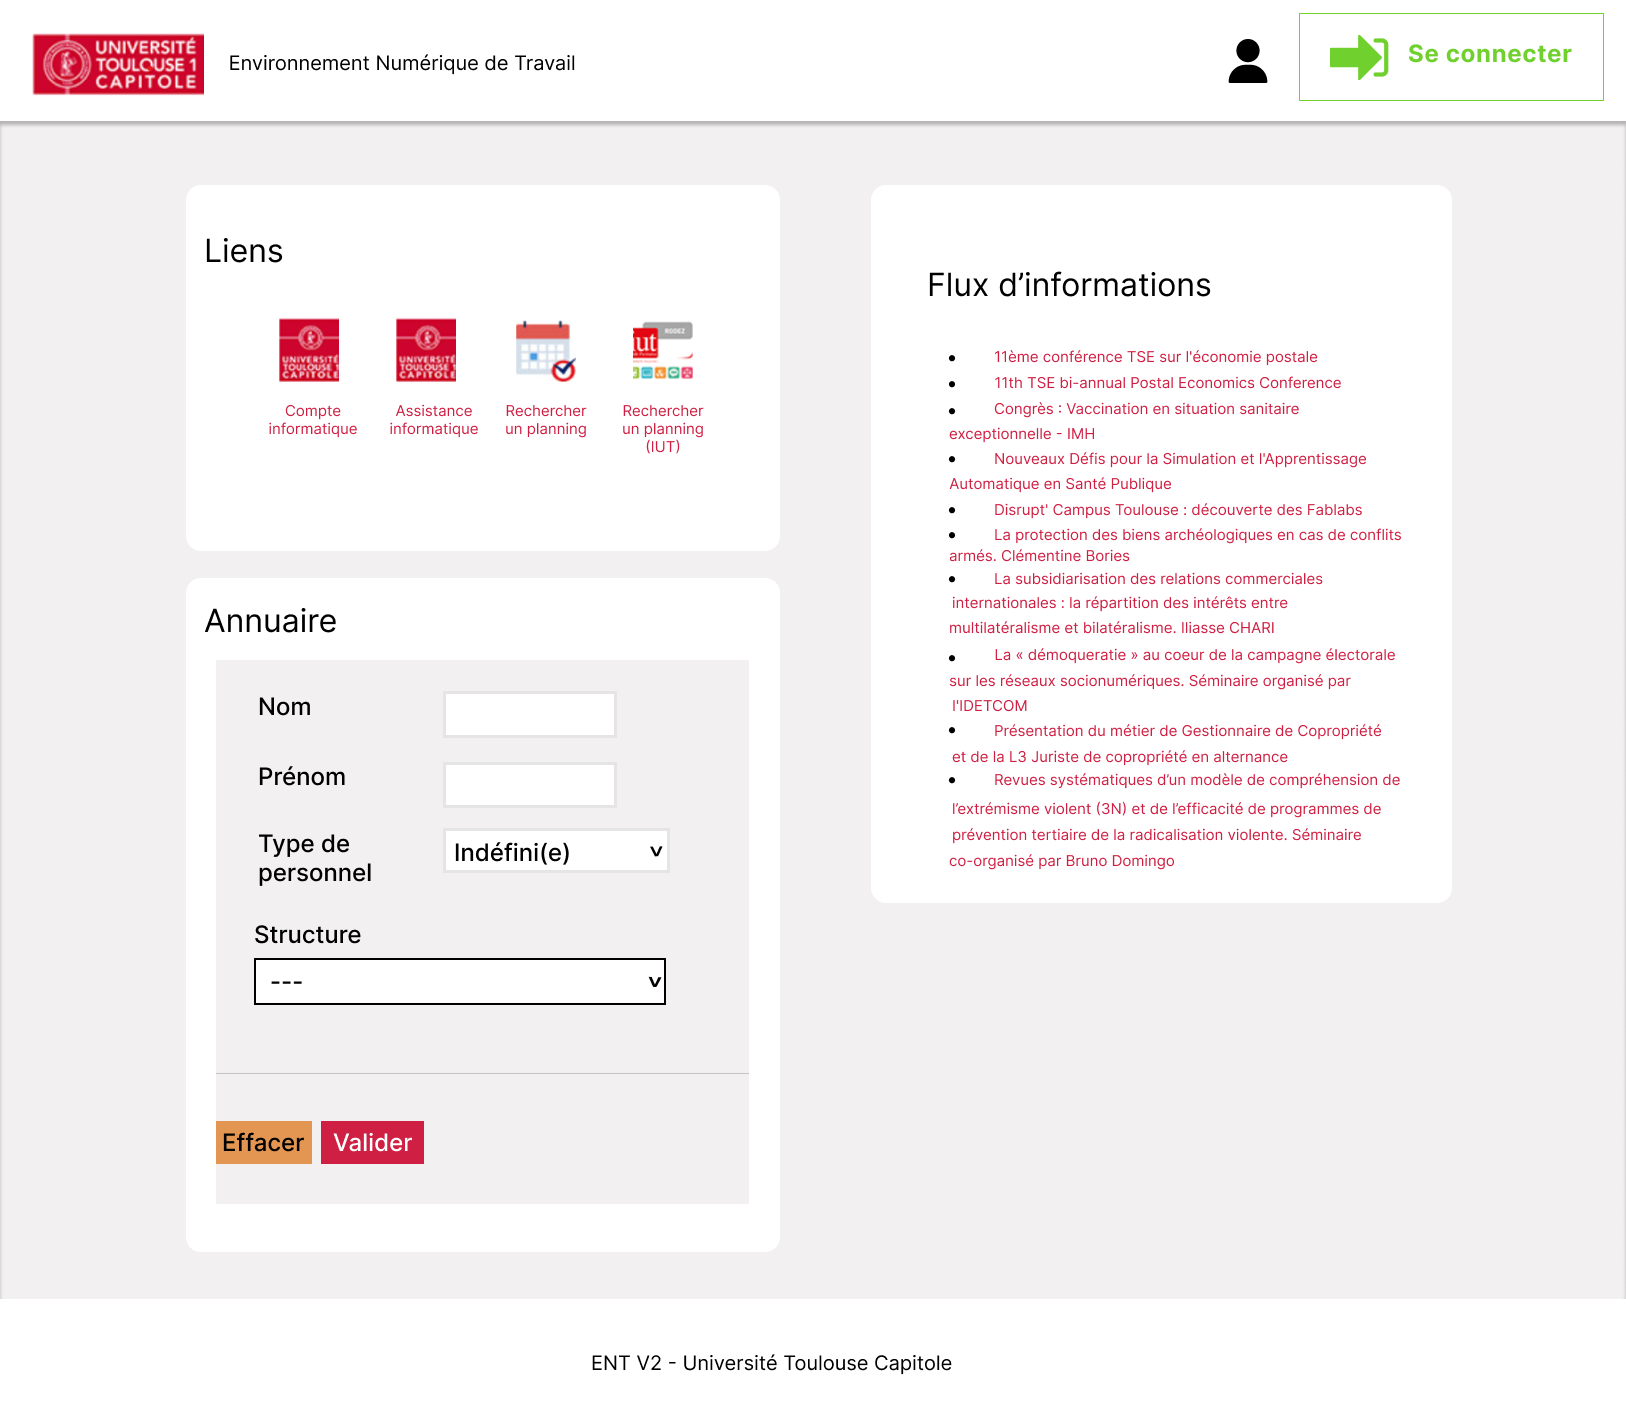 UNIVERSITÉ
TOULOUSE 1
CAPITOLE
Environnement Numérique de Travail
Se connecter
Liens
UNIVERSITÉ
TOULOUSE 1
CAPITOLE
UNIVERSITÉ
TOULOUSE 1
CAPITOLE
RODEZ
iut
Compte
informatique
Assistance
informatique
Rechercher
un planning
Rechercher
un planning
(IUT)
Annuaire
Nom
Prénom
Type de
personnel
Indéfini(e)
Structure
---
Effacer
Valider
Flux d’informations
11ème conférence TSE sur l'économie postale
11th TSE bi-annual Postal Economics Conference
Congrès : Vaccination en situation sanitaire
exceptionnelle - IMH
Nouveaux Défis pour la Simulation et l'Apprentissage
Automatique en Santé Publique
Disrupt' Campus Toulouse : découverte des Fablabs
La protection des biens archéologiques en cas de conflits
armés. Clémentine Bories
La subsidiarisation des relations commerciales
internationales : la répartition des intérêts entre
multilatéralisme et bilatéralisme. Iliasse CHARI
La « démoqueratie » au coeur de la campagne électorale
sur les réseaux socionumériques. Séminaire organisé par
l'IDETCOM
Présentation du métier de Gestionnaire de Copropriété
et de la L3 Juriste de copropriété en alternance
Revues systématiques d’un modèle de compréhension de
l’extrémisme violent (3N) et de l’efficacité de programmes de
prévention tertiaire de la radicalisation violente. Séminaire
co-organisé par Bruno Domingo
ENT V2 - Université Toulouse Capitole